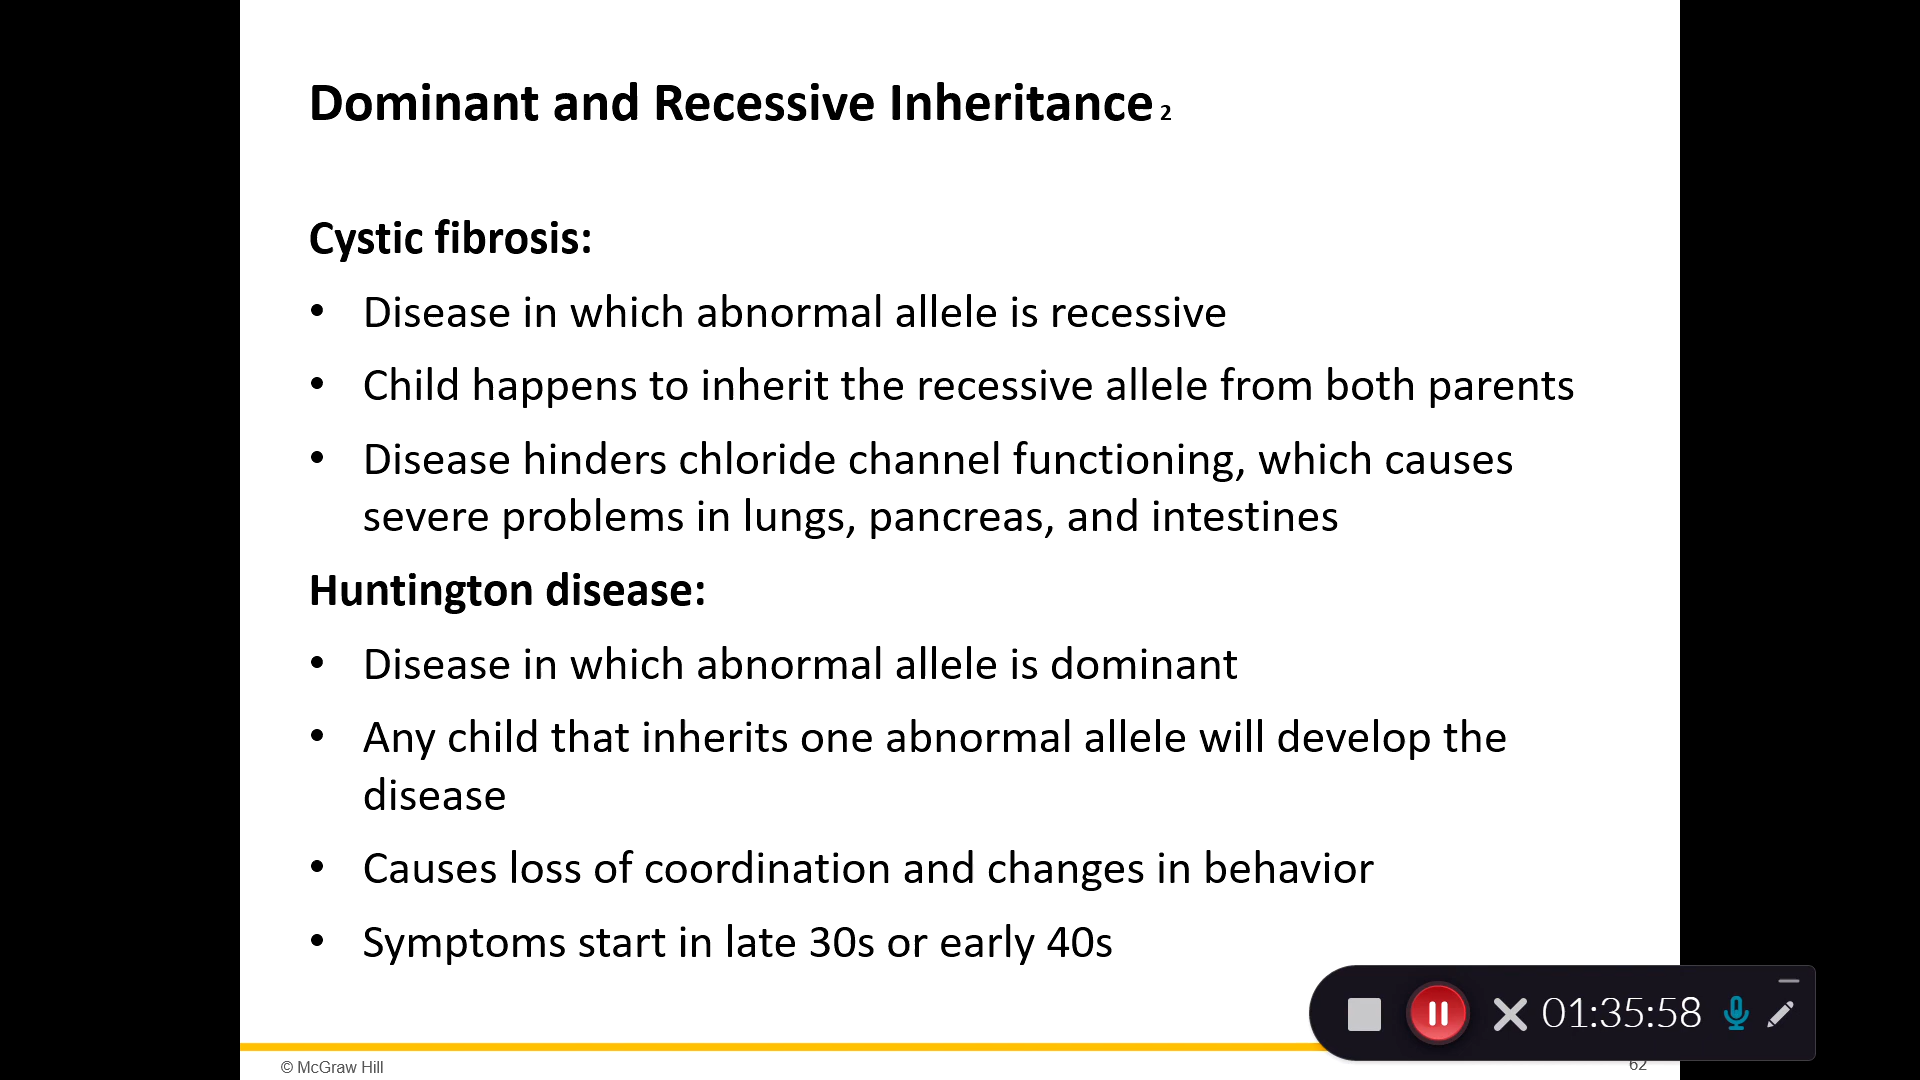 Dominant and Recessive Inheritance 2
Cystic fibrosis:
• Disease in which abnormal allele is recessive
• Child happens to inherit the recessive allele from both parents
• Disease hinders chloride channel functioning, which causes
severe problems in lungs, pancreas, and intestines
Huntington disease:
• Disease in which abnormal allele is dominant
• Any child that inherits one abnormal allele will develop the
disease
• Causes loss of coordination and changes in behavior
• Symptoms start in late 30s or early 40s
01:35:58
© McGraw Hill
62